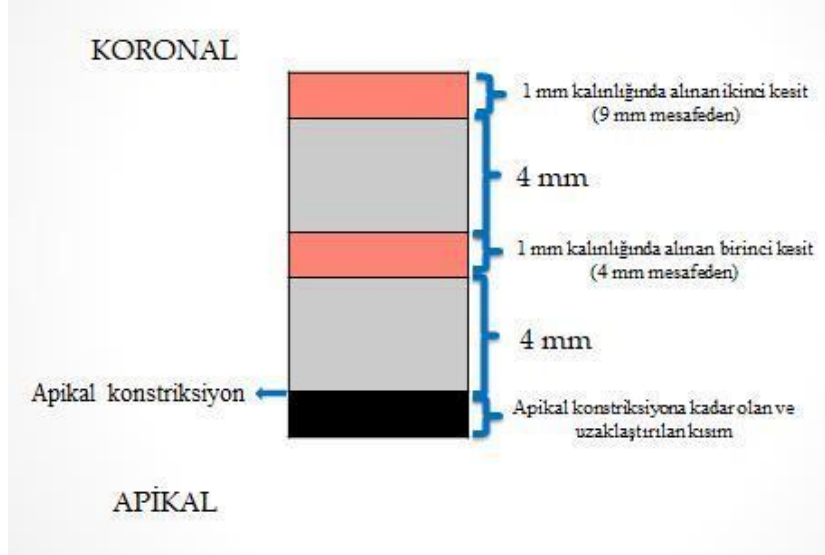 KORONAL
1 mm kalınlığında alınan ikinci kesit
(9 mm mesafeden)
4 mm
1 mm kalınlığında alınan birinci kesit
(4 mm mesafeden)
4 mm
Apikal konstriksiyon
Apikal konstriksiyona kadar olan ve
uzaklaştırılan kısım
APİKAL